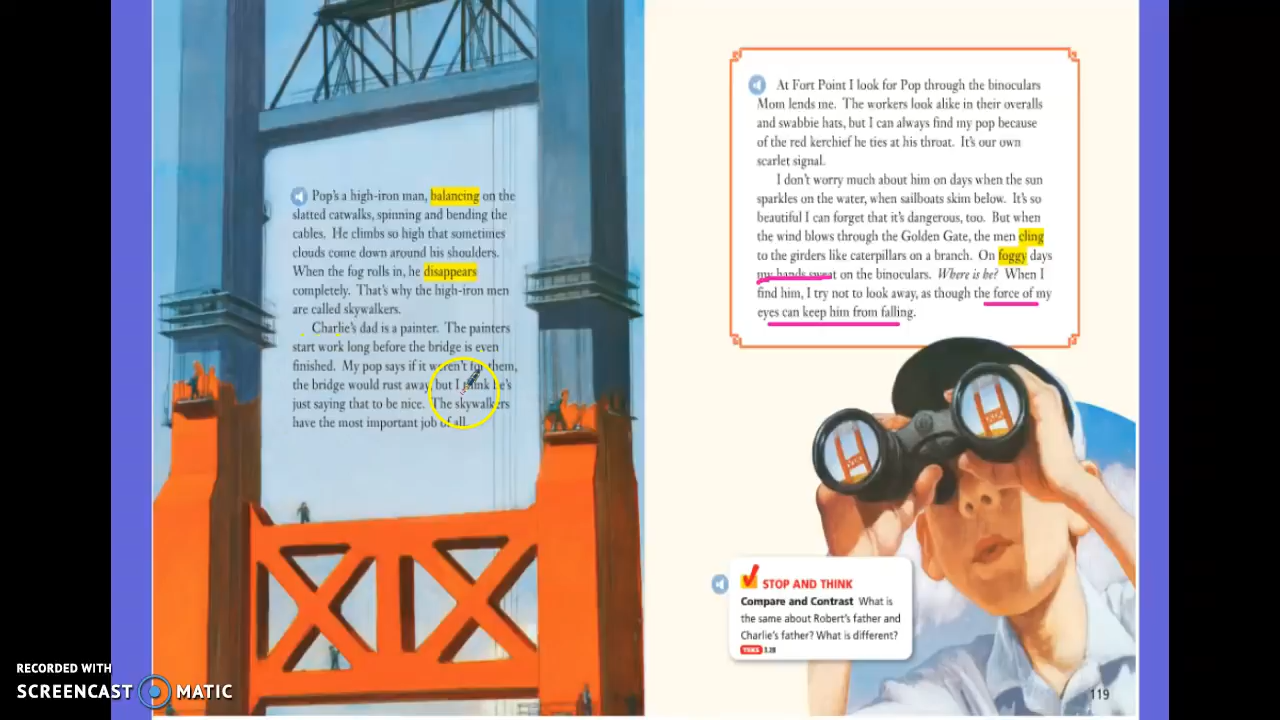 Pop's a high-iron man, balancing on the
slatted catwalks, spinning and bending the
cables. He climbs so high that sometimes
clouds come down around his shoulders.
When the fog rolls in, he disappears
completely. That's why the high-iron men
are called skywalkers.
Charlie's dad is a painter. The painters
start work long before the bridge is even
finished. My pop says if it weren't for them,
the bridge would rust away, but I think he's
just saying that to be nice. The skywalkers
have the most important job of all.
At Fort Point I look for Pop through the binoculars
Mom lends me. The workers look alike in their overalls
and swabbie hats, but I can always find my pop because
of the red kerchief he ties at his throat. It's our own
scarlet signal.
I don't worry much about him on days when the sun
sparkles on the water, when sailboats skim below. It's so
beautiful I can forget that it's dangerous, too. But when
the wind blows through the Golden Gate, the men cling
to the girders like caterpillars on a branch. On foggy days
my hands sweat on the binoculars. Where is he? When I
find him, I try not to look away, as though the force of my
eyes can keep him from falling.
STOP AND THINK
Compare and Contrast What is
the same about Robert's father and
Charlie's father? What is different?
TEKS
119
RECORDED WITH
SCREENCAST MATIC